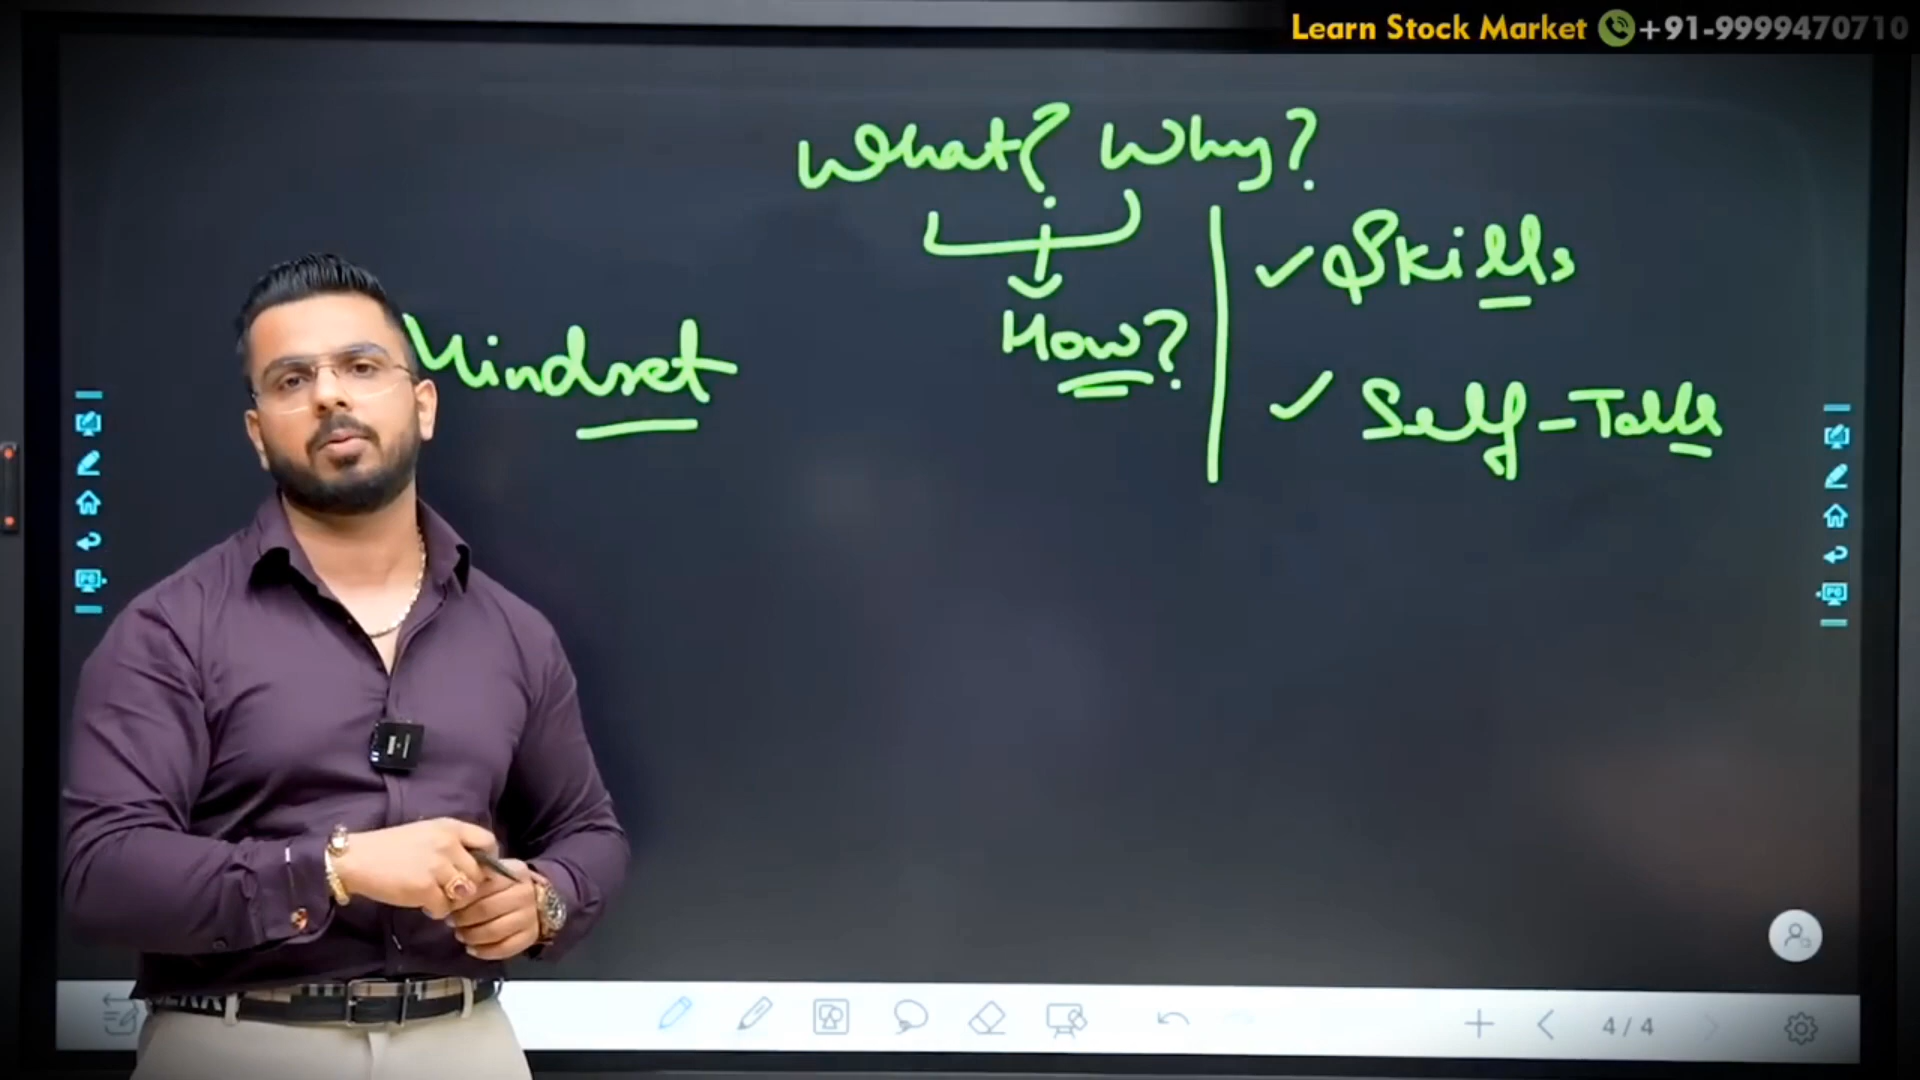 Learn Stock Market +91-9999470710
What? Why?
✓ Skills
How?
Mindset
✓ Self-Talk
4 / 4